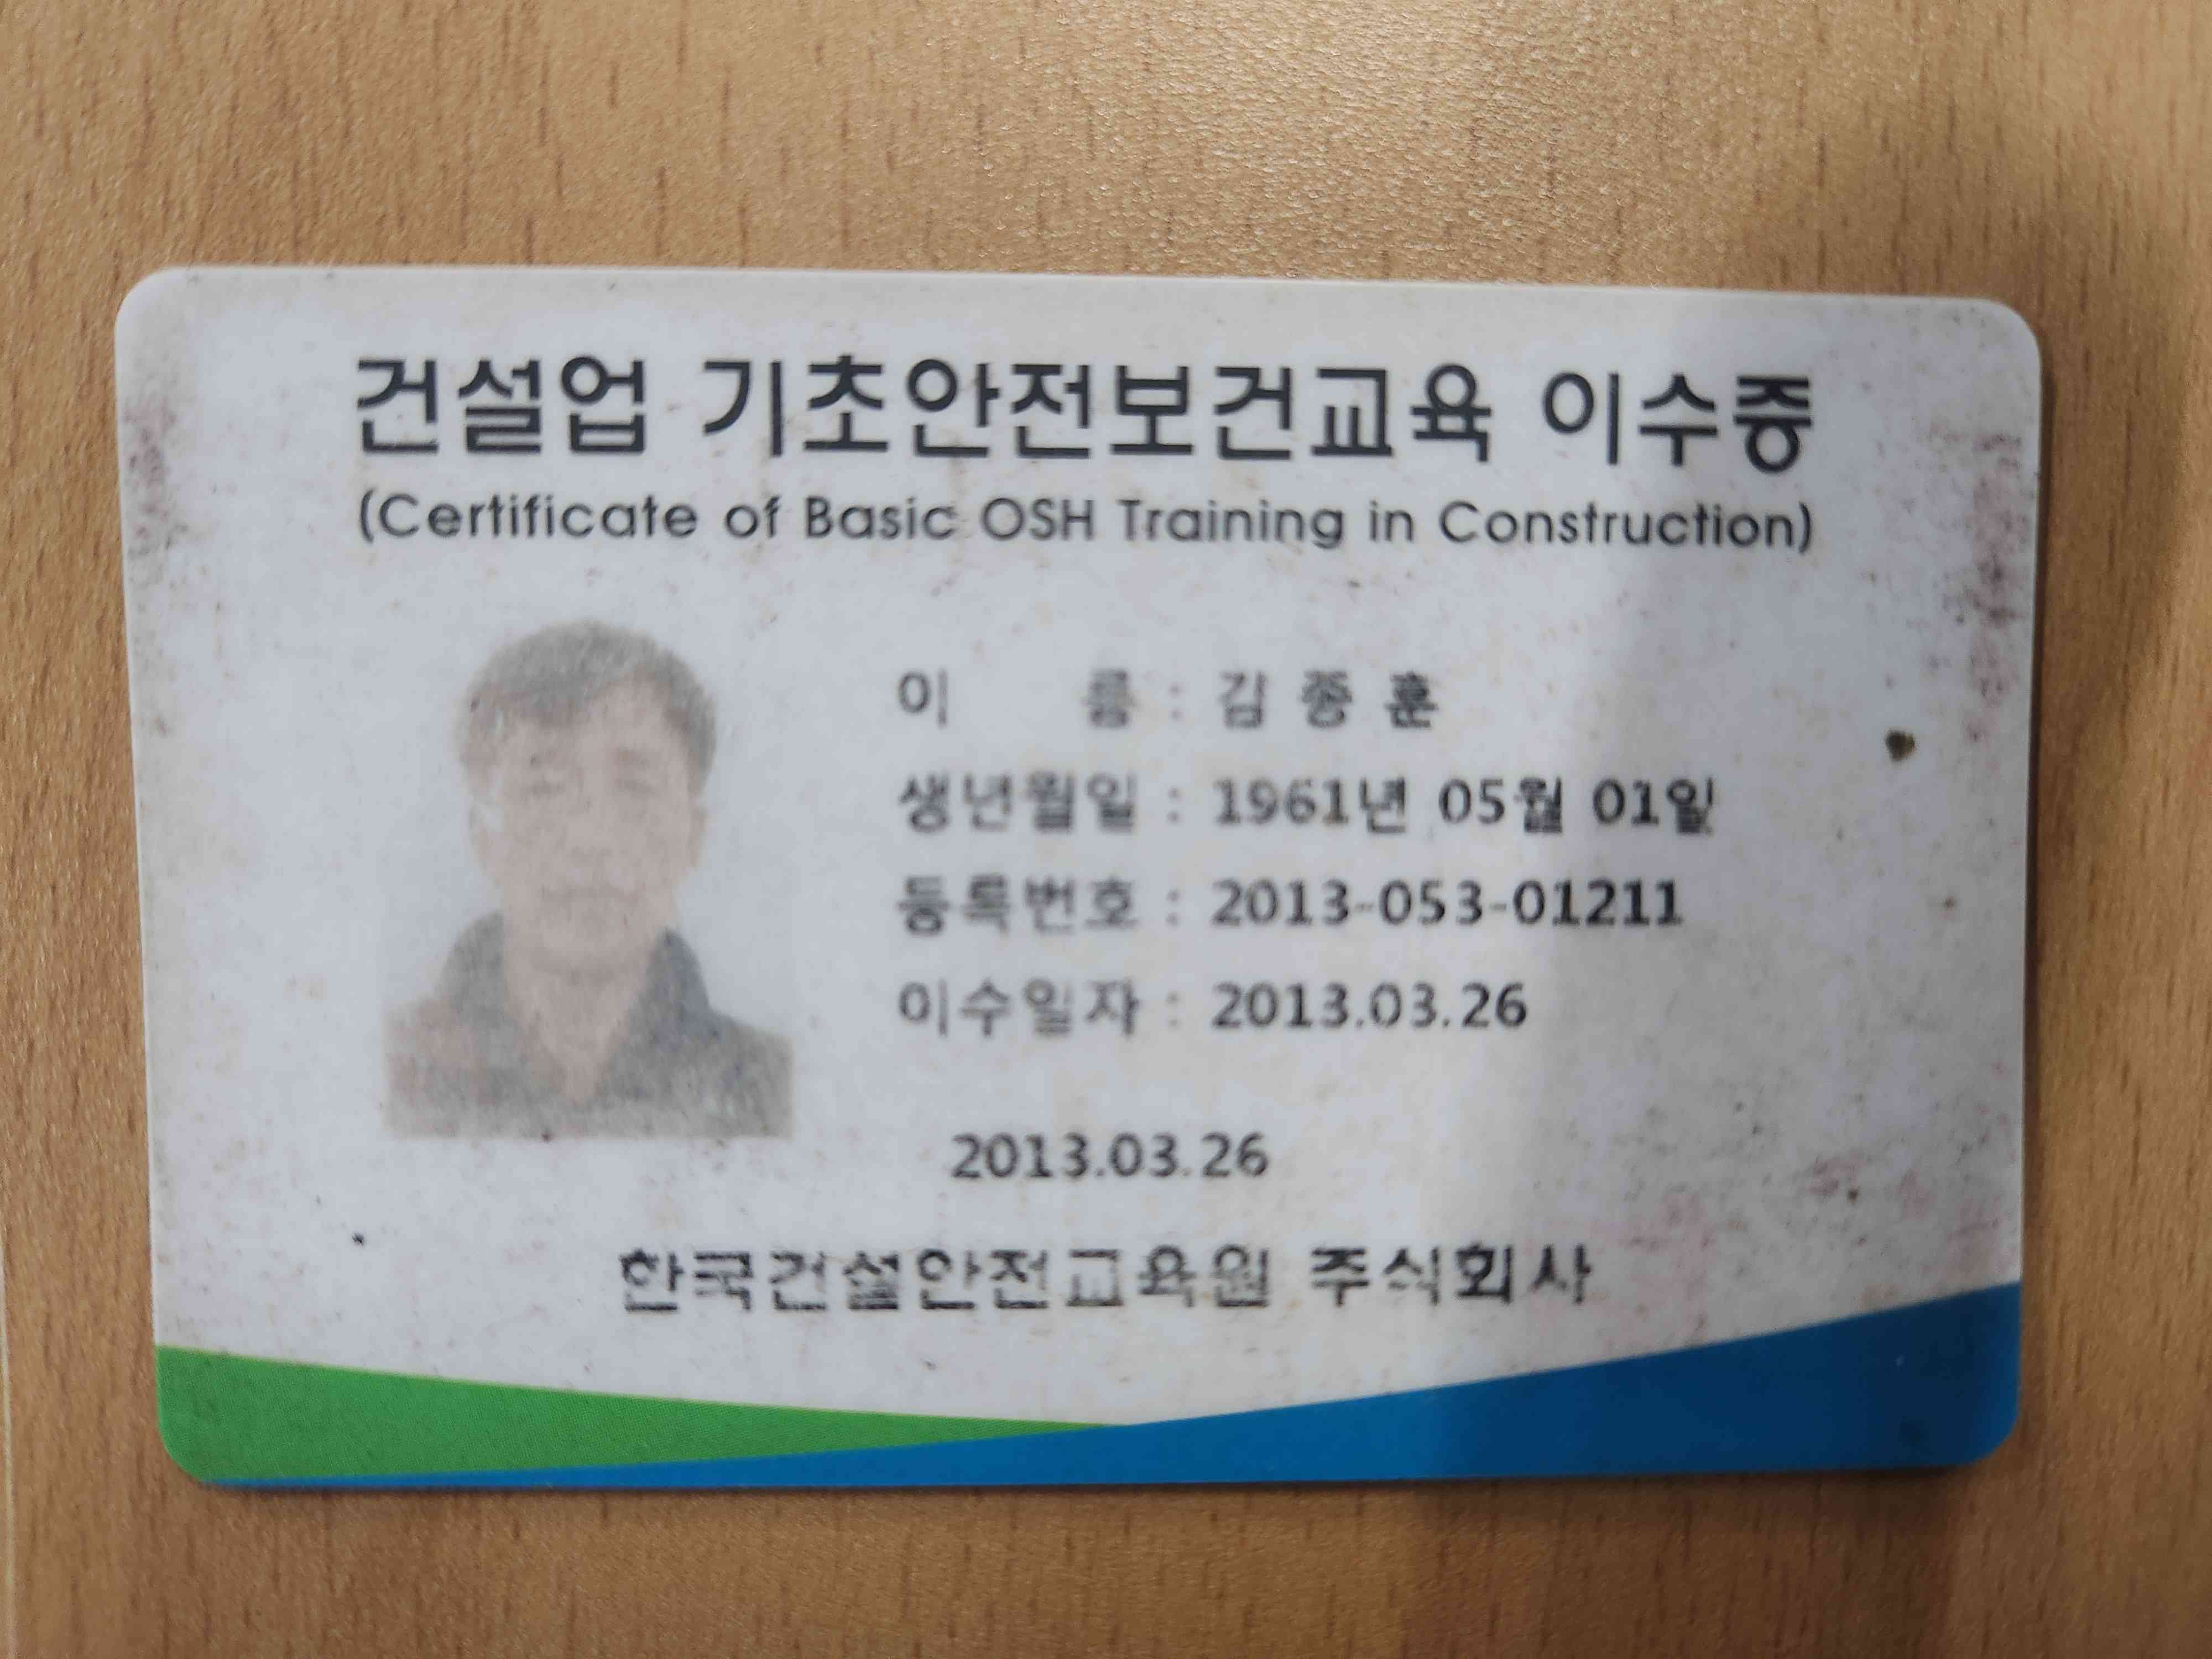 건설업 기초안전보건교육 이수증
(Certificate of Basic OSH Training in Construction)
이 름 : 김 종 훈
생년월일 : 1961년 05월 01일
등록번호 : 2013-053-01211
이수일자 : 2013.03.26
2013.03.26
한국건설안전교육원 주식회사